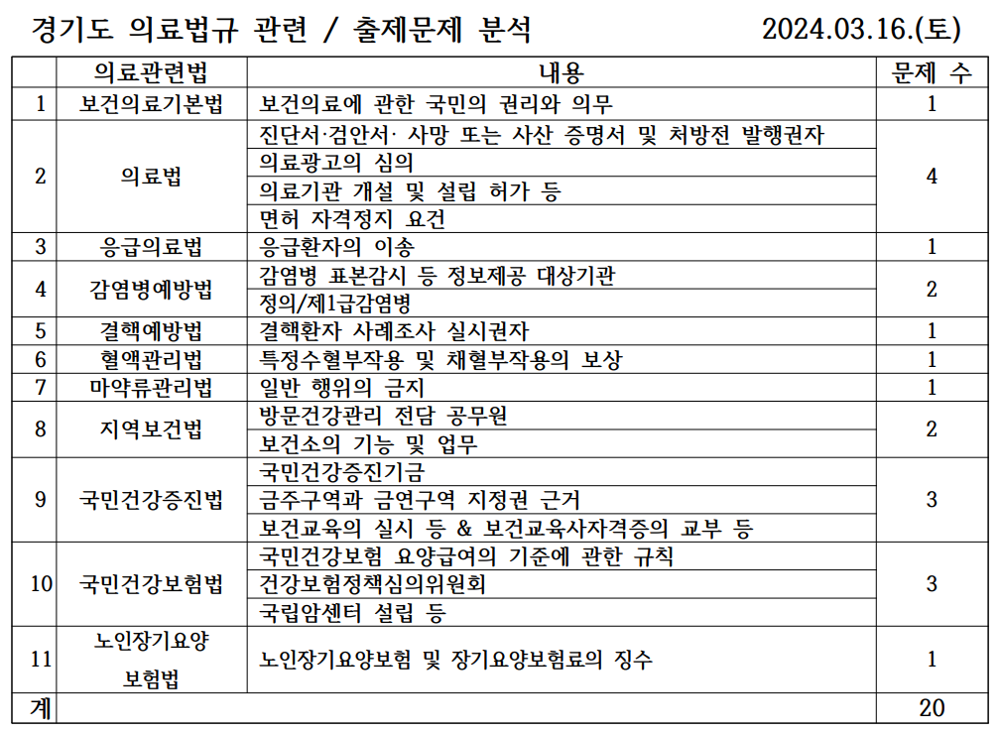 경기도 의료법규 관련 / 출제문제 분석 2024.03.16.(토)
의료관련법 내용 문제 수
1 보건의료기본법 보건의료에 관한 국민의 권리와 의무 1
진단서·검안서· 사망 또는 사산 증명서 및 처방전 발행권자
의료광고의 심의
2 의료법 4
의료기관 개설 및 설립 허가 등
면허 자격정지 요건
3 응급의료법 응급환자의 이송 1
감염병 표본감시 등 정보제공 대상기관
4 감염병예방법 2
정의/제1급감염병
5 결핵예방법 결핵환자 사례조사 실시권자 1
6 혈액관리법 특정수혈부작용 및 채혈부작용의 보상 1
7 마약류관리법 일반 행위의 금지 1
방문건강관리 전담 공무원
8 지역보건법 2
보건소의 기능 및 업무
국민건강증진기금
9 국민건강증진법 금주구역과 금연구역 지정권 근거 3
보건교육의 실시 등 & 보건교육사자격증의 교부 등
국민건강보험 요양급여의 기준에 관한 규칙
10 국민건강보험법 건강보험정책심의위원회 3
국립암센터 설립 등
노인장기요양
11 노인장기요양보험 및 장기요양보험료의 징수 1
보험법
계 20